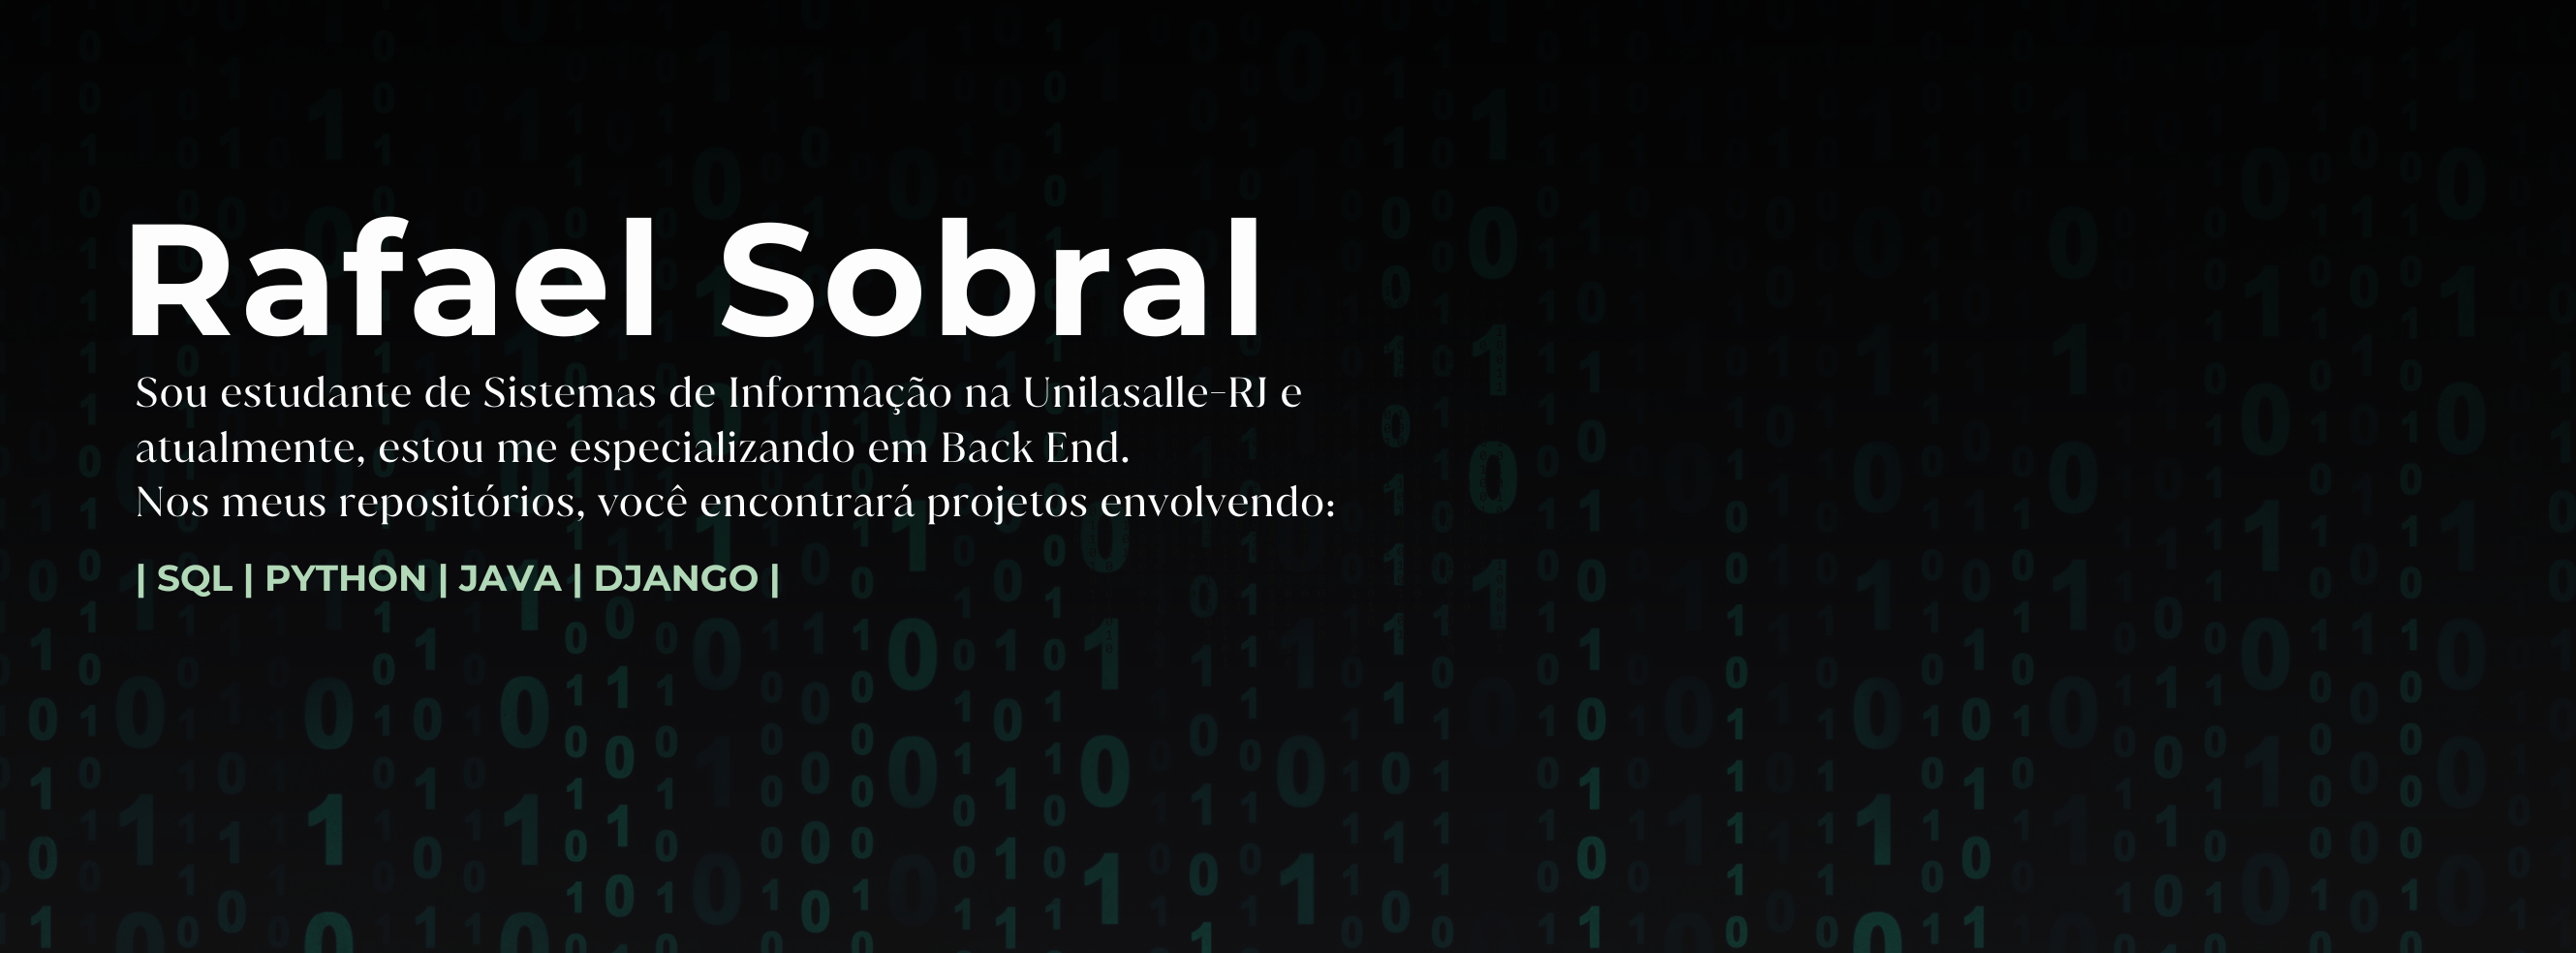 Rafael Sobral
Sou estudante de Sistemas de Informação na Unilasalle-RJ e
atualmente, estou me especializando em Back End.
Nos meus repositórios, você encontrará projetos envolvendo:
| SQL | PYTHON | JAVA | DJANGO |